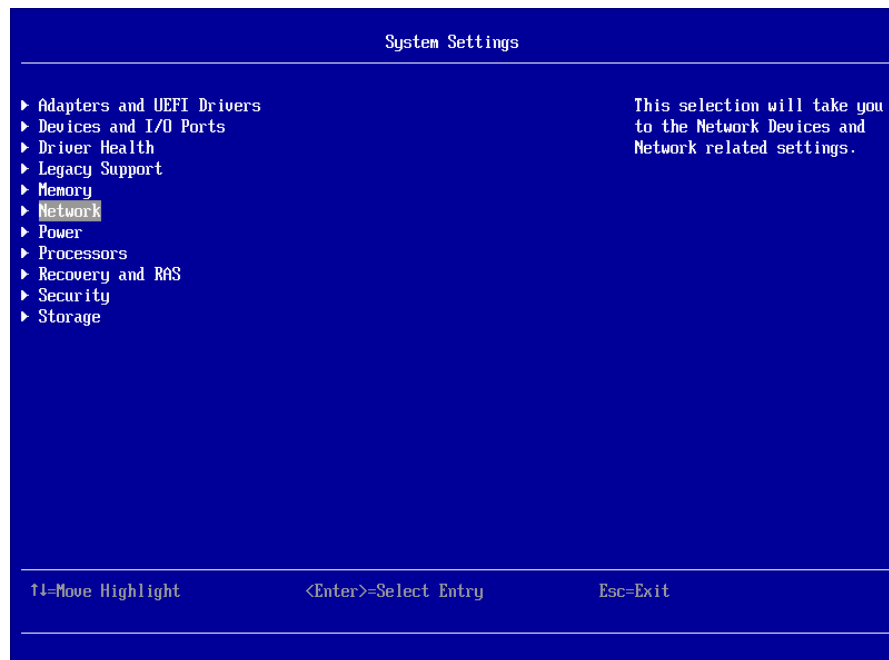 System Settings
▶ Adapters and UEFI Drivers
▶ Devices and I/O Ports
▶ Driver Health
▶ Legacy Support
▶ Memory
▶ Network
▶ Power
▶ Processors
▶ Recovery and RAS
▶ Security
▶ Storage
This selection will take you
to the Network Devices and
Network related settings.
↑↓=Move Highlight <Enter>=Select Entry Esc=Exit